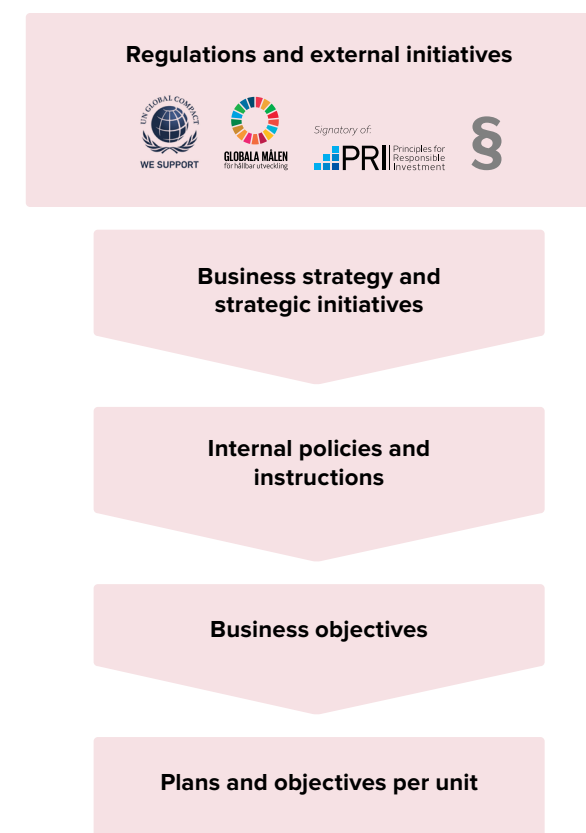 Regulations and external initiatives
UN GLOBAL COMPACT
WE SUPPORT
GLOBALA MÅLEN
för hållbar utveckling
Signatory of:
PRI
Principles for
Responsible
Investment
§
Business strategy and
strategic initiatives
Internal policies and
instructions
Business objectives
Plans and objectives per unit